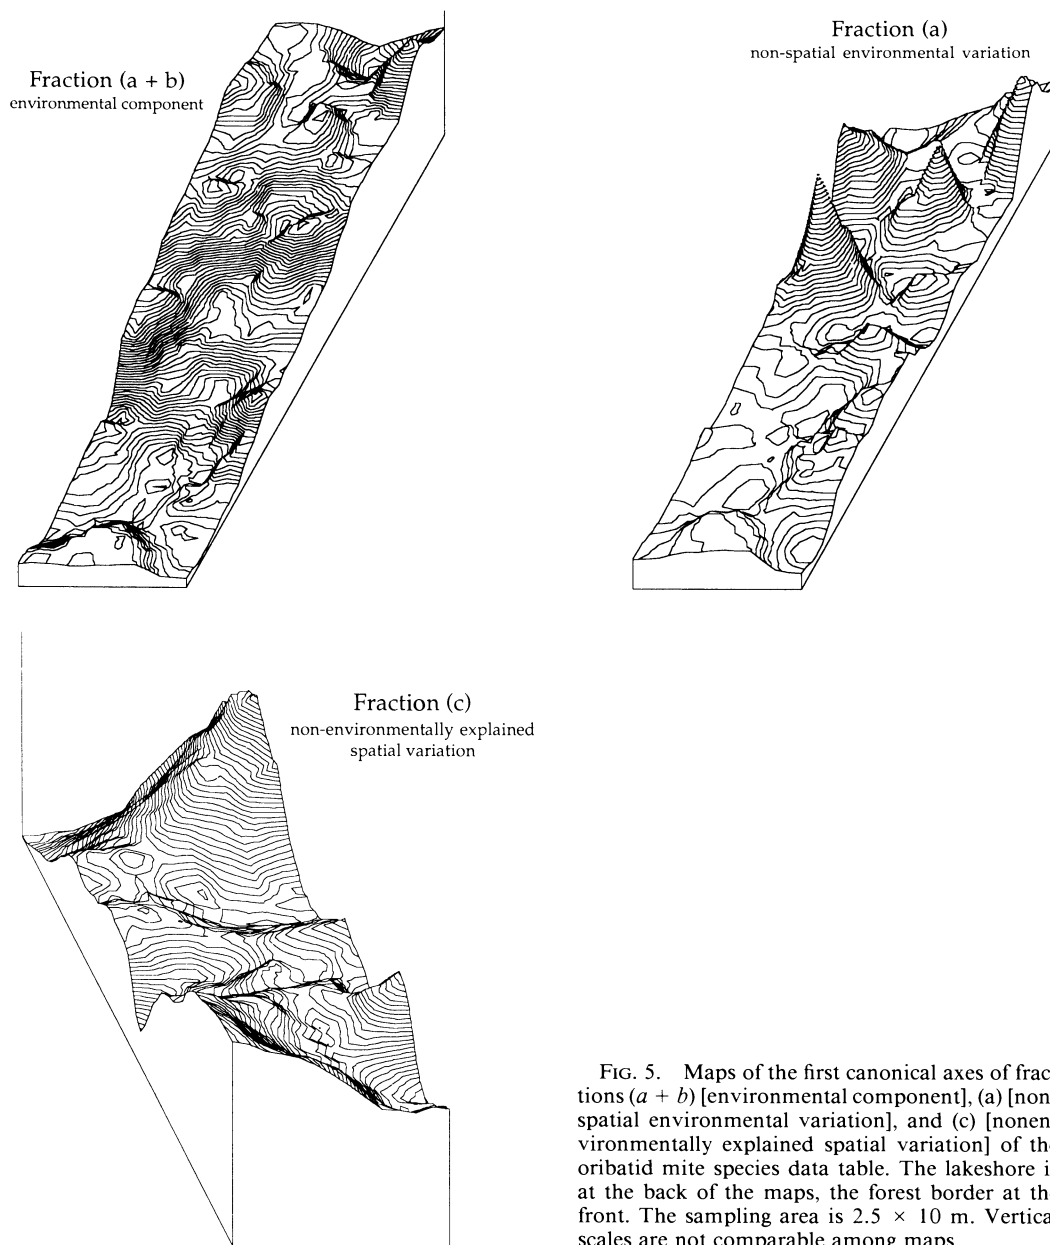 Fraction (a + b)
environmental component
Fraction (a)
non-spatial environmental variation
Fraction (c)
non-environmentally explained
spatial variation
FIG. 5. Maps of the first canonical axes of frac
tions (a + b) [environmental component], (a) [non
spatial environmental variation], and (c) [nonen
vironmentally explained spatial variation] of th
oribatid mite species data table. The lakeshore i
at the back of the maps, the forest border at th
front. The sampling area is 2.5 × 10 m. Vertica
scales are not comparable among maps.